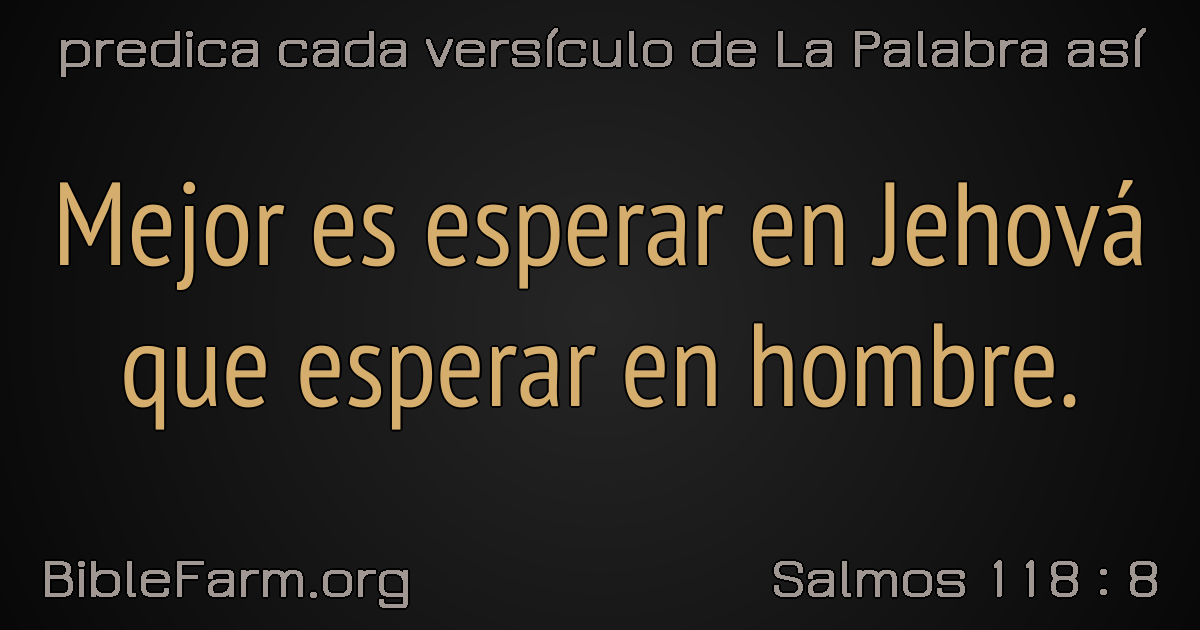 predica cada versículo de La Palabra así
Mejor es esperar en Jehová
que esperar en hombre.
BibleFarm.org
Salmos 118 : 8